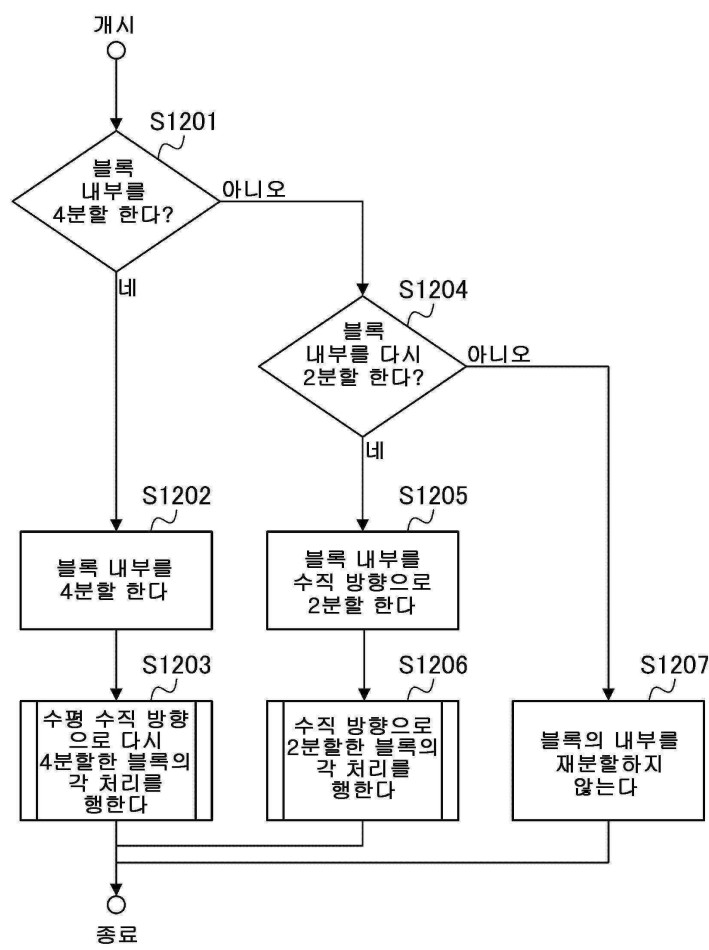 개시
S1201
블록
내부를
4분할 한다?
아니오
네
S1204
블록
내부를 다시
2분할 한다?
아니오
네
S1202
블록 내부를
4분할 한다
S1205
블록 내부를
수직 방향으로
2분할 한다
S1203
수평 수직 방향
으로 다시
4분할한 블록의
각 처리를
행한다
S1206
수직 방향으로
2분할한 블록의
각 처리를
행한다
S1207
블록의 내부를
재분할하지
않는다
종료